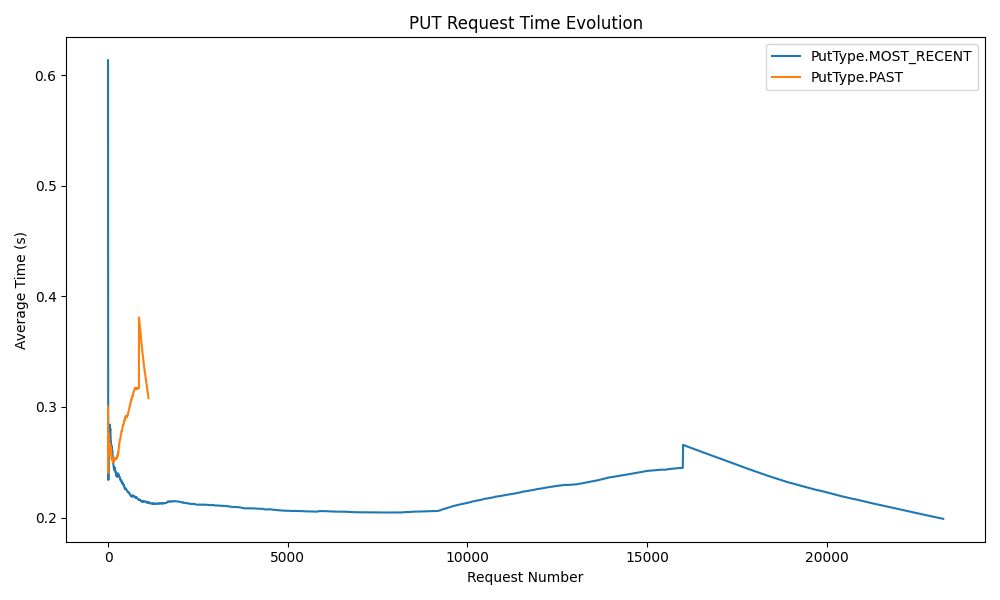 PUT Request Time Evolution
PutType.MOST_RECENT
PutType.PAST
Average Time (s)
0.6
0.5
0.4
0.3
0.2
0
5000
10000
15000
20000
Request Number